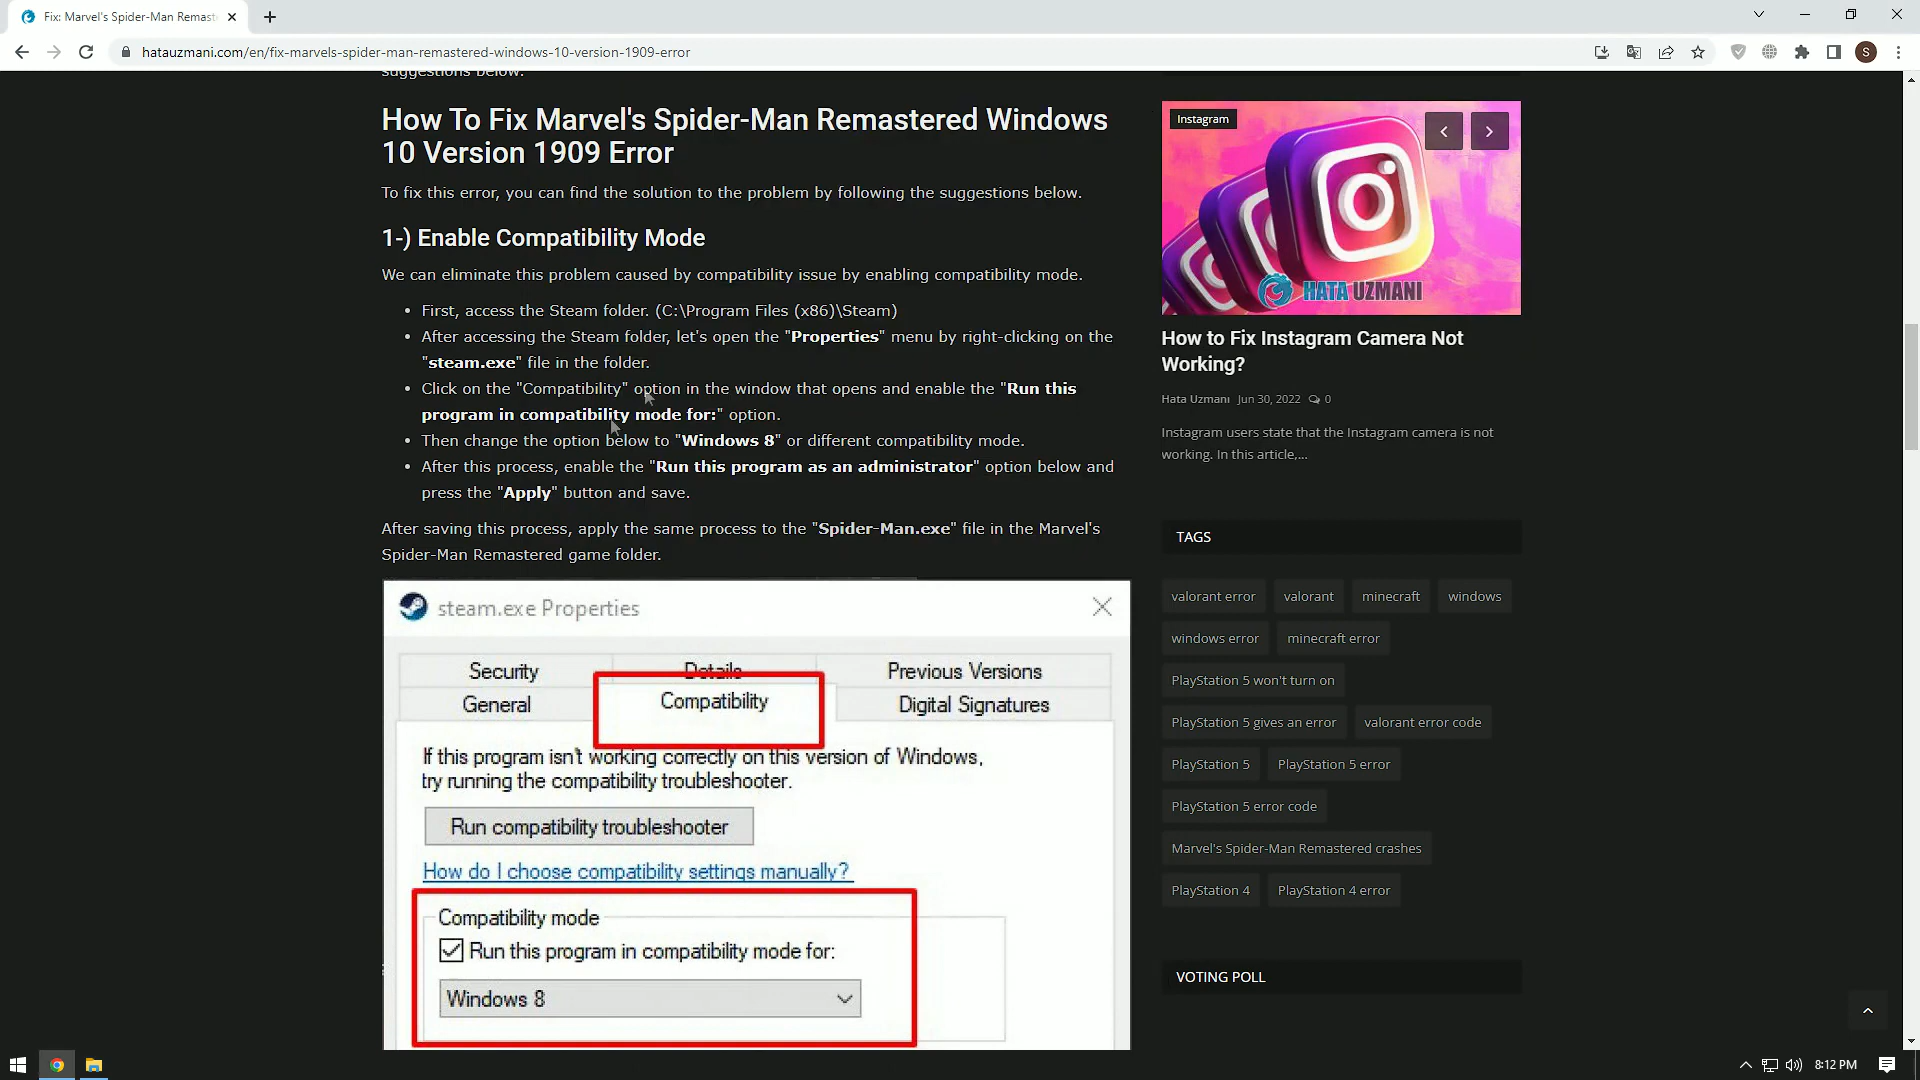 Fix: Marvel's Spider-Man Remast
hatauzmani.com/en/fix-marvels-spider-man-remastered-windows-10-version-1909-error
S
suggestions below.
How To Fix Marvel's Spider-Man Remastered Windows
10 Version 1909 Error
To fix this error, you can find the solution to the problem by following the suggestions below.
1-) Enable Compatibility Mode
We can eliminate this problem caused by compatibility issue by enabling compatibility mode.
• First, access the Steam folder. (C:\Program Files (x86)\Steam)
• After accessing the Steam folder, let's open the "Properties" menu by right-clicking on the
"steam.exe" file in the folder.
• Click on the "Compatibility" option in the window that opens and enable the "Run this
program in compatibility mode for:" option.
• Then change the option below to "Windows 8" or different compatibility mode.
• After this process, enable the "Run this program as an administrator" option below and
press the "Apply" button and save.
After saving this process, apply the same process to the "Spider-Man.exe" file in the Marvel's
Spider-Man Remastered game folder.
steam.exe Properties
Security Details Previous Versions
General Compatibility Digital Signatures
If this program isn't working correctly on this version of Windows,
try running the compatibility troubleshooter.
Run compatibility troubleshooter
How do I choose compatibility settings manually?
Compatibility mode
Run this program in compatibility mode for:
Windows 8
Instagram
HATA UZMANI
How to Fix Instagram Camera Not
Working?
Hata Uzmani Jun 30, 2022 0
Instagram users state that the Instagram camera is not
working. In this article,...
TAGS
valorant error valorant minecraft windows
windows error minecraft error
PlayStation 5 won't turn on
PlayStation 5 gives an error valorant error code
PlayStation 5 PlayStation 5 error
PlayStation 5 error code
Marvel's Spider-Man Remastered crashes
PlayStation 4 PlayStation 4 error
VOTING POLL
8:12 PM